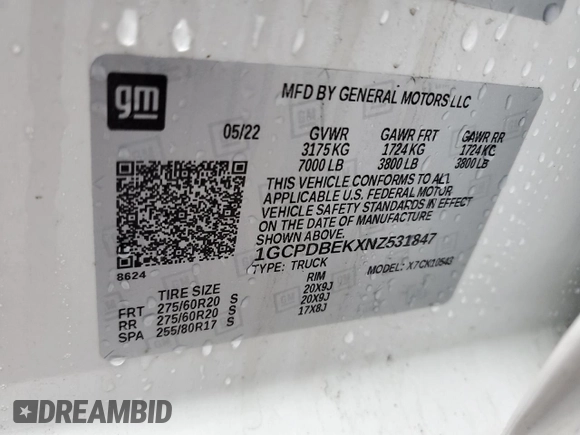 gm
MFD BY GENERAL MOTORS LLC
05/22 GVWR GAWR FRT GAWR RR
3175 KG 1724 KG 1724 KG
7000 LB 3800 LB 3800 LB
THIS VEHICLE CONFORMS TO ALL
APPLICABLE U.S. FEDERAL MOTOR
VEHICLE SAFETY STANDARDS IN EFFECT
ON THE DATE OF MANUFACTURE
SHOWN ABOVE.
1GCPDBEKXNZ531847
8624
TYPE: TRUCK MODEL: X7CK10543
TIRE SIZE RIM
FRT 275/60R20 S 20X9J
RR 275/60R20 S 20X9J
SPA 255/80R17 S 17X8J
DREAMBID